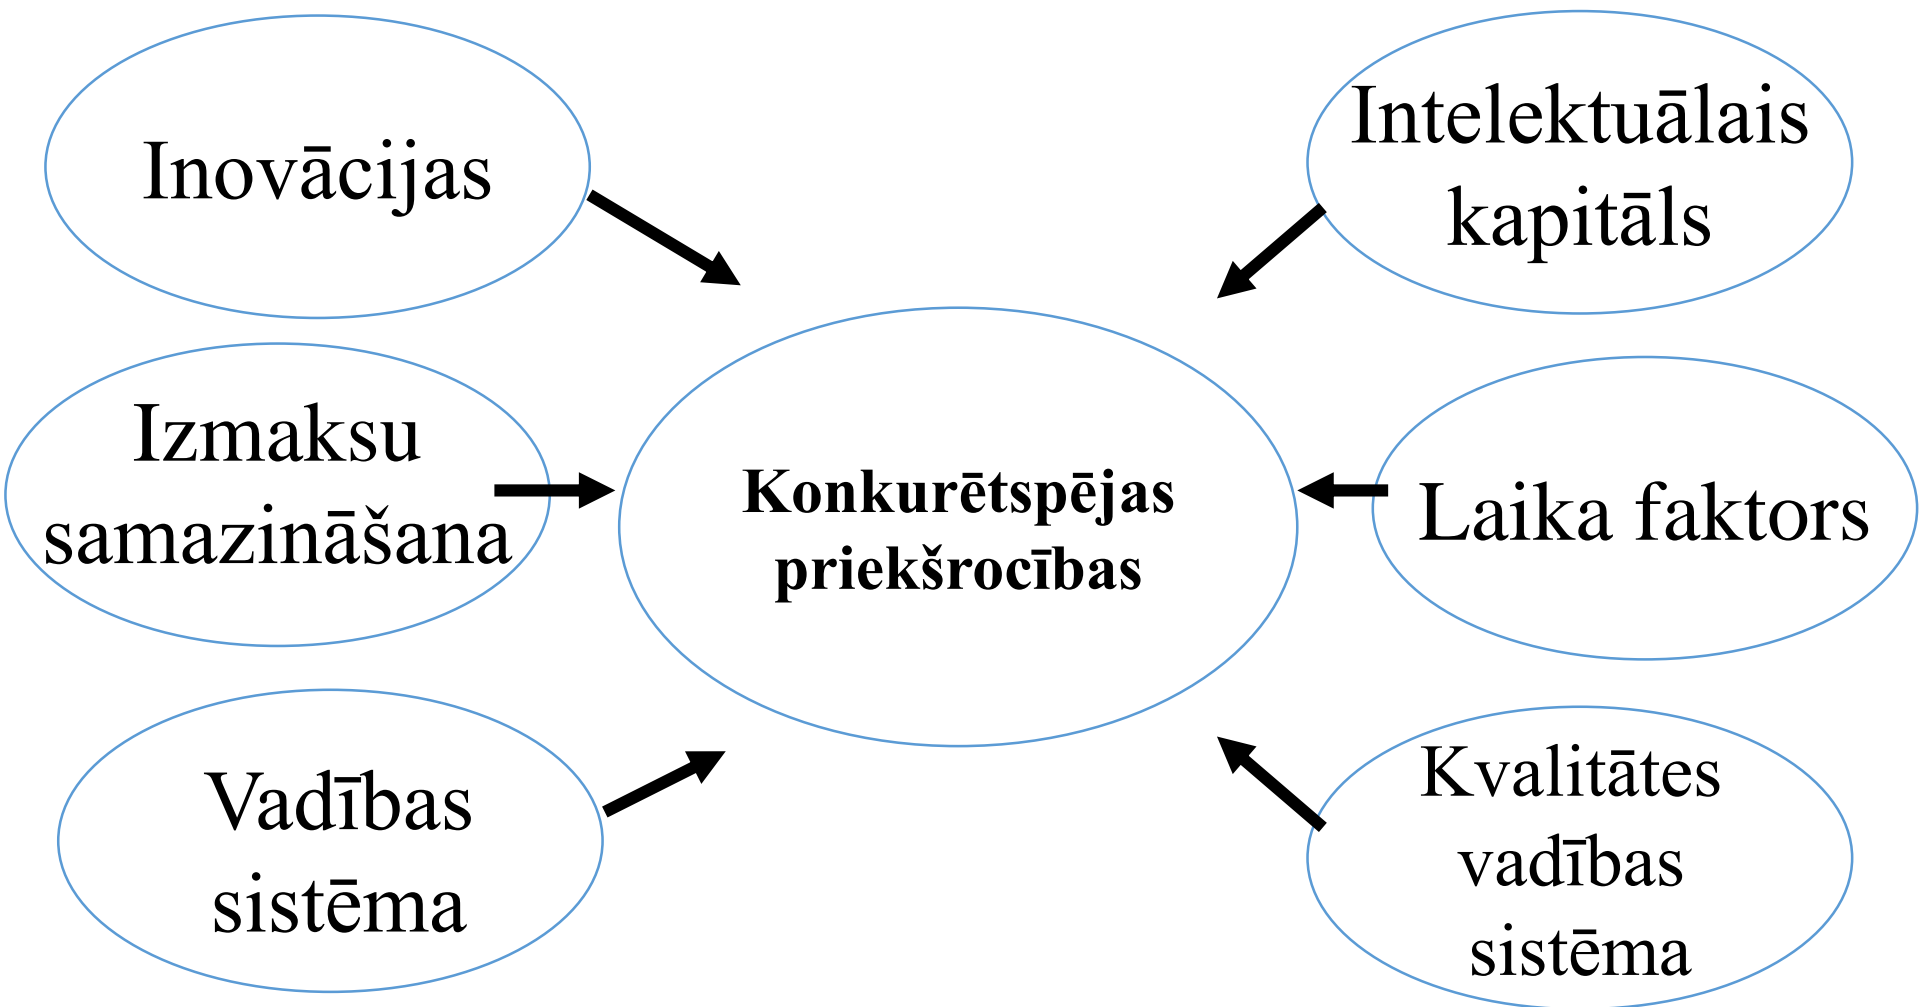 Inovācijas
Intelektuālais
kapitāls
Izmaksu
samazināšana
Konkurētspējas
priekšrocības
Laika faktors
Vadības
sistēma
Kvalitātes
vadības
sistēma